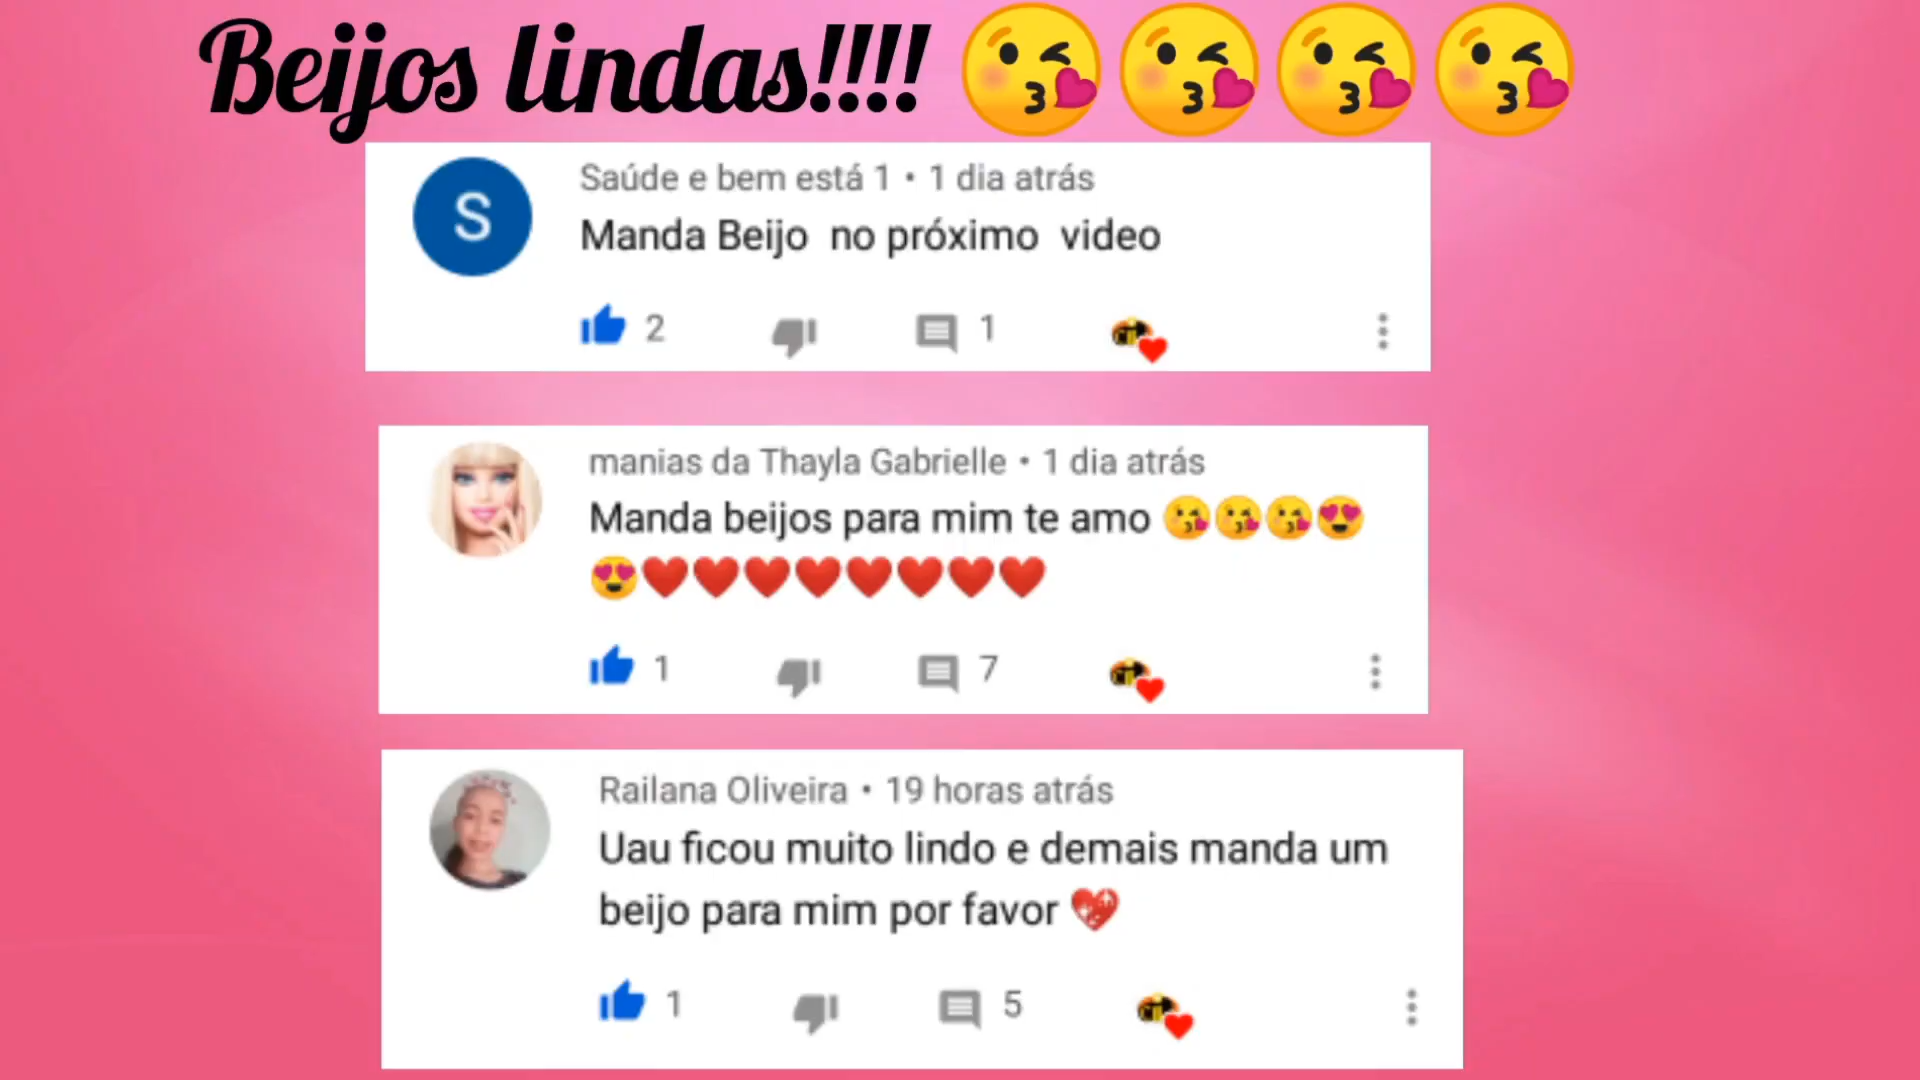 Beijos lindas!!!! 😘😘😘😘
S
Saúde e bem está 1 • 1 dia atrás
Manda Beijo  no próximo  video
2 1
manias da Thayla Gabrielle • 1 dia atrás
Manda beijos para mim te amo 😘😘😘😍
😍❤️❤️❤️❤️❤️❤️❤️❤️
1 7
Railana Oliveira • 19 horas atrás
Uau ficou muito lindo e demais manda um
beijo para mim por favor 💖
1 5